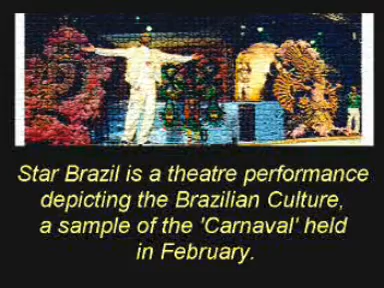 Star Brazil is a theatre performance
depicting the Brazilian Culture,
a sample of the 'Carnaval' held
in February.